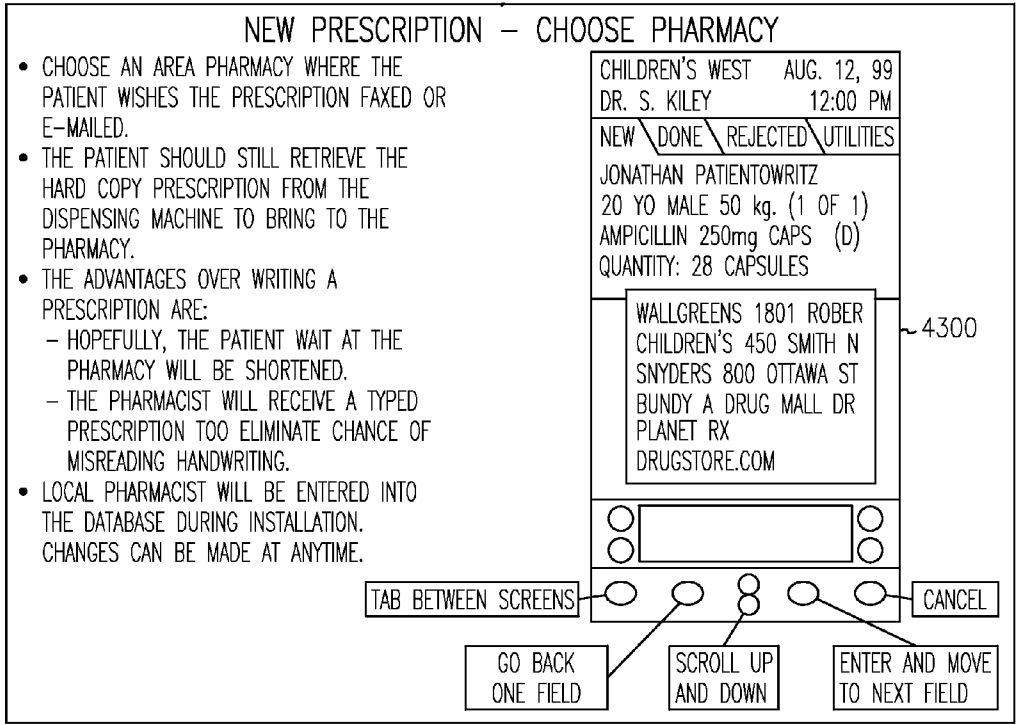 NEW PRESCRIPTION – CHOOSE PHARMACY
• CHOOSE AN AREA PHARMACY WHERE THE
PATIENT WISHES THE PRESCRIPTION FAXED OR
E–MAILED.
• THE PATIENT SHOULD STILL RETRIEVE THE
HARD COPY PRESCRIPTION FROM THE
DISPENSING MACHINE TO BRING TO THE
PHARMACY.
• THE ADVANTAGES OVER WRITING A
PRESCRIPTION ARE:
– HOPEFULLY, THE PATIENT WAIT AT THE
PHARMACY WILL BE SHORTENED.
– THE PHARMACIST WILL RECEIVE A TYPED
PRESCRIPTION TOO ELIMINATE CHANCE OF
MISREADING HANDWRITING.
• LOCAL PHARMACIST WILL BE ENTERED INTO
THE DATABASE DURING INSTALLATION.
CHANGES CAN BE MADE AT ANYTIME.
CHILDREN'S WEST AUG. 12, 99
DR. S. KILEY 12:00 PM
NEW DONE REJECTED UTILITIES
JONATHAN PATIENTOWRITZ
20 YO MALE 50 kg. (1 OF 1)
AMPICILLIN 250mg CAPS (D)
QUANTITY: 28 CAPSULES
WALLGREENS 1801 ROBER
CHILDREN'S 450 SMITH N
SNYDERS 800 OTTAWA ST
BUNDY A DRUG MALL DR
PLANET RX
DRUGSTORE.COM
4300
TAB BETWEEN SCREENS
CANCEL
GO BACK
ONE FIELD
SCROLL UP
AND DOWN
ENTER AND MOVE
TO NEXT FIELD